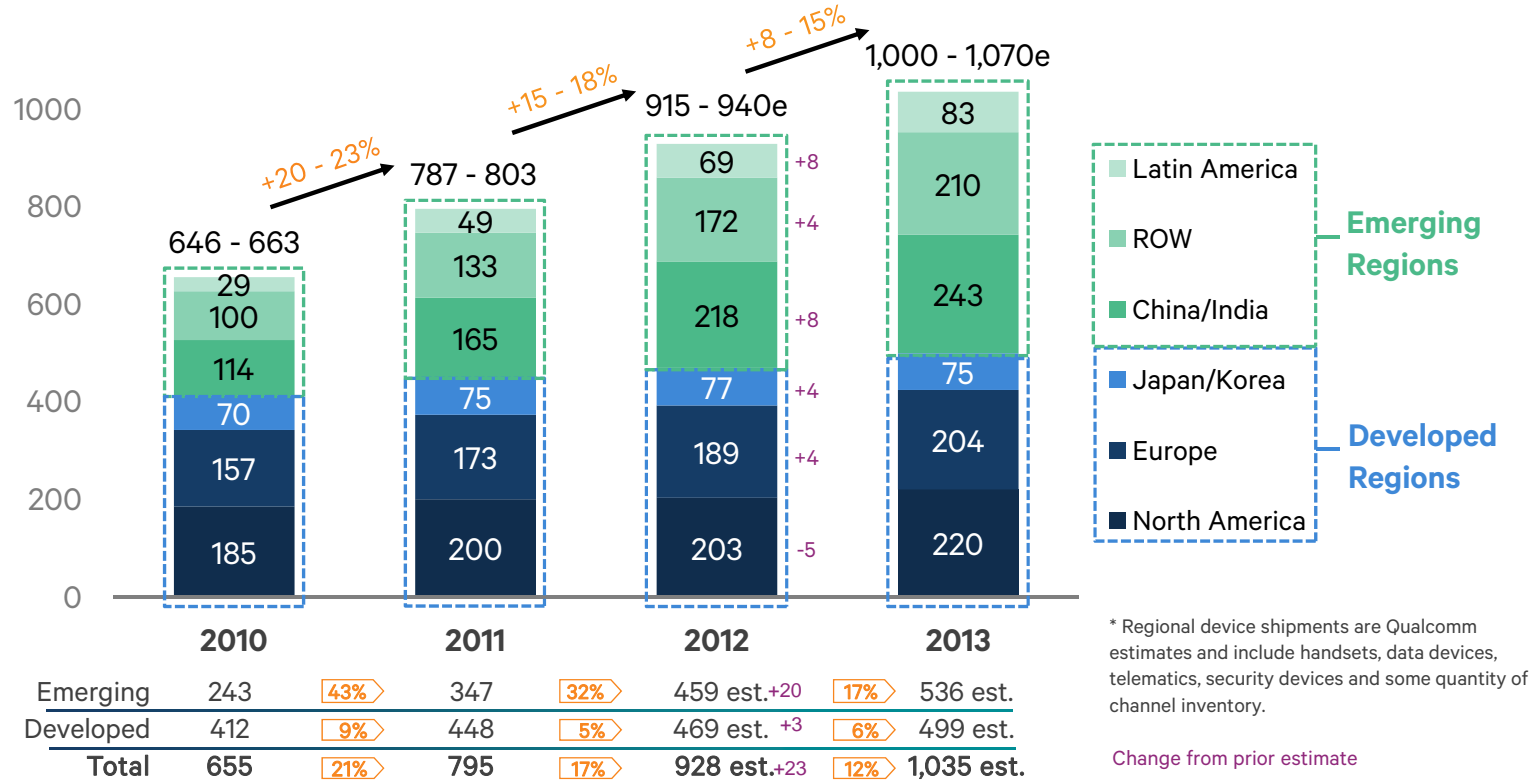 +8 - 15%
1,000 - 1,070e
+15 - 18%
915 - 940e
+20 - 23%
787 - 803
646 - 663
1000
800
600
400
200
0
29
100
114
70
157
185
49
133
165
75
173
200
69 +8
172 +4
218 +8
77 +4
189 +4
203 -5
83
210
243
75
204
220
Latin America
ROW
China/India
Emerging
Regions
Japan/Korea
Europe
North America
Developed
Regions
2010 2011 2012 2013
Emerging 243 43% 347 32% 459 est.+20 17% 536 est.
Developed 412 9% 448 5% 469 est. +3 6% 499 est.
Total 655 21% 795 17% 928 est.+23 12% 1,035 est.
* Regional device shipments are Qualcomm
estimates and include handsets, data devices,
telematics, security devices and some quantity of
channel inventory.
Change from prior estimate